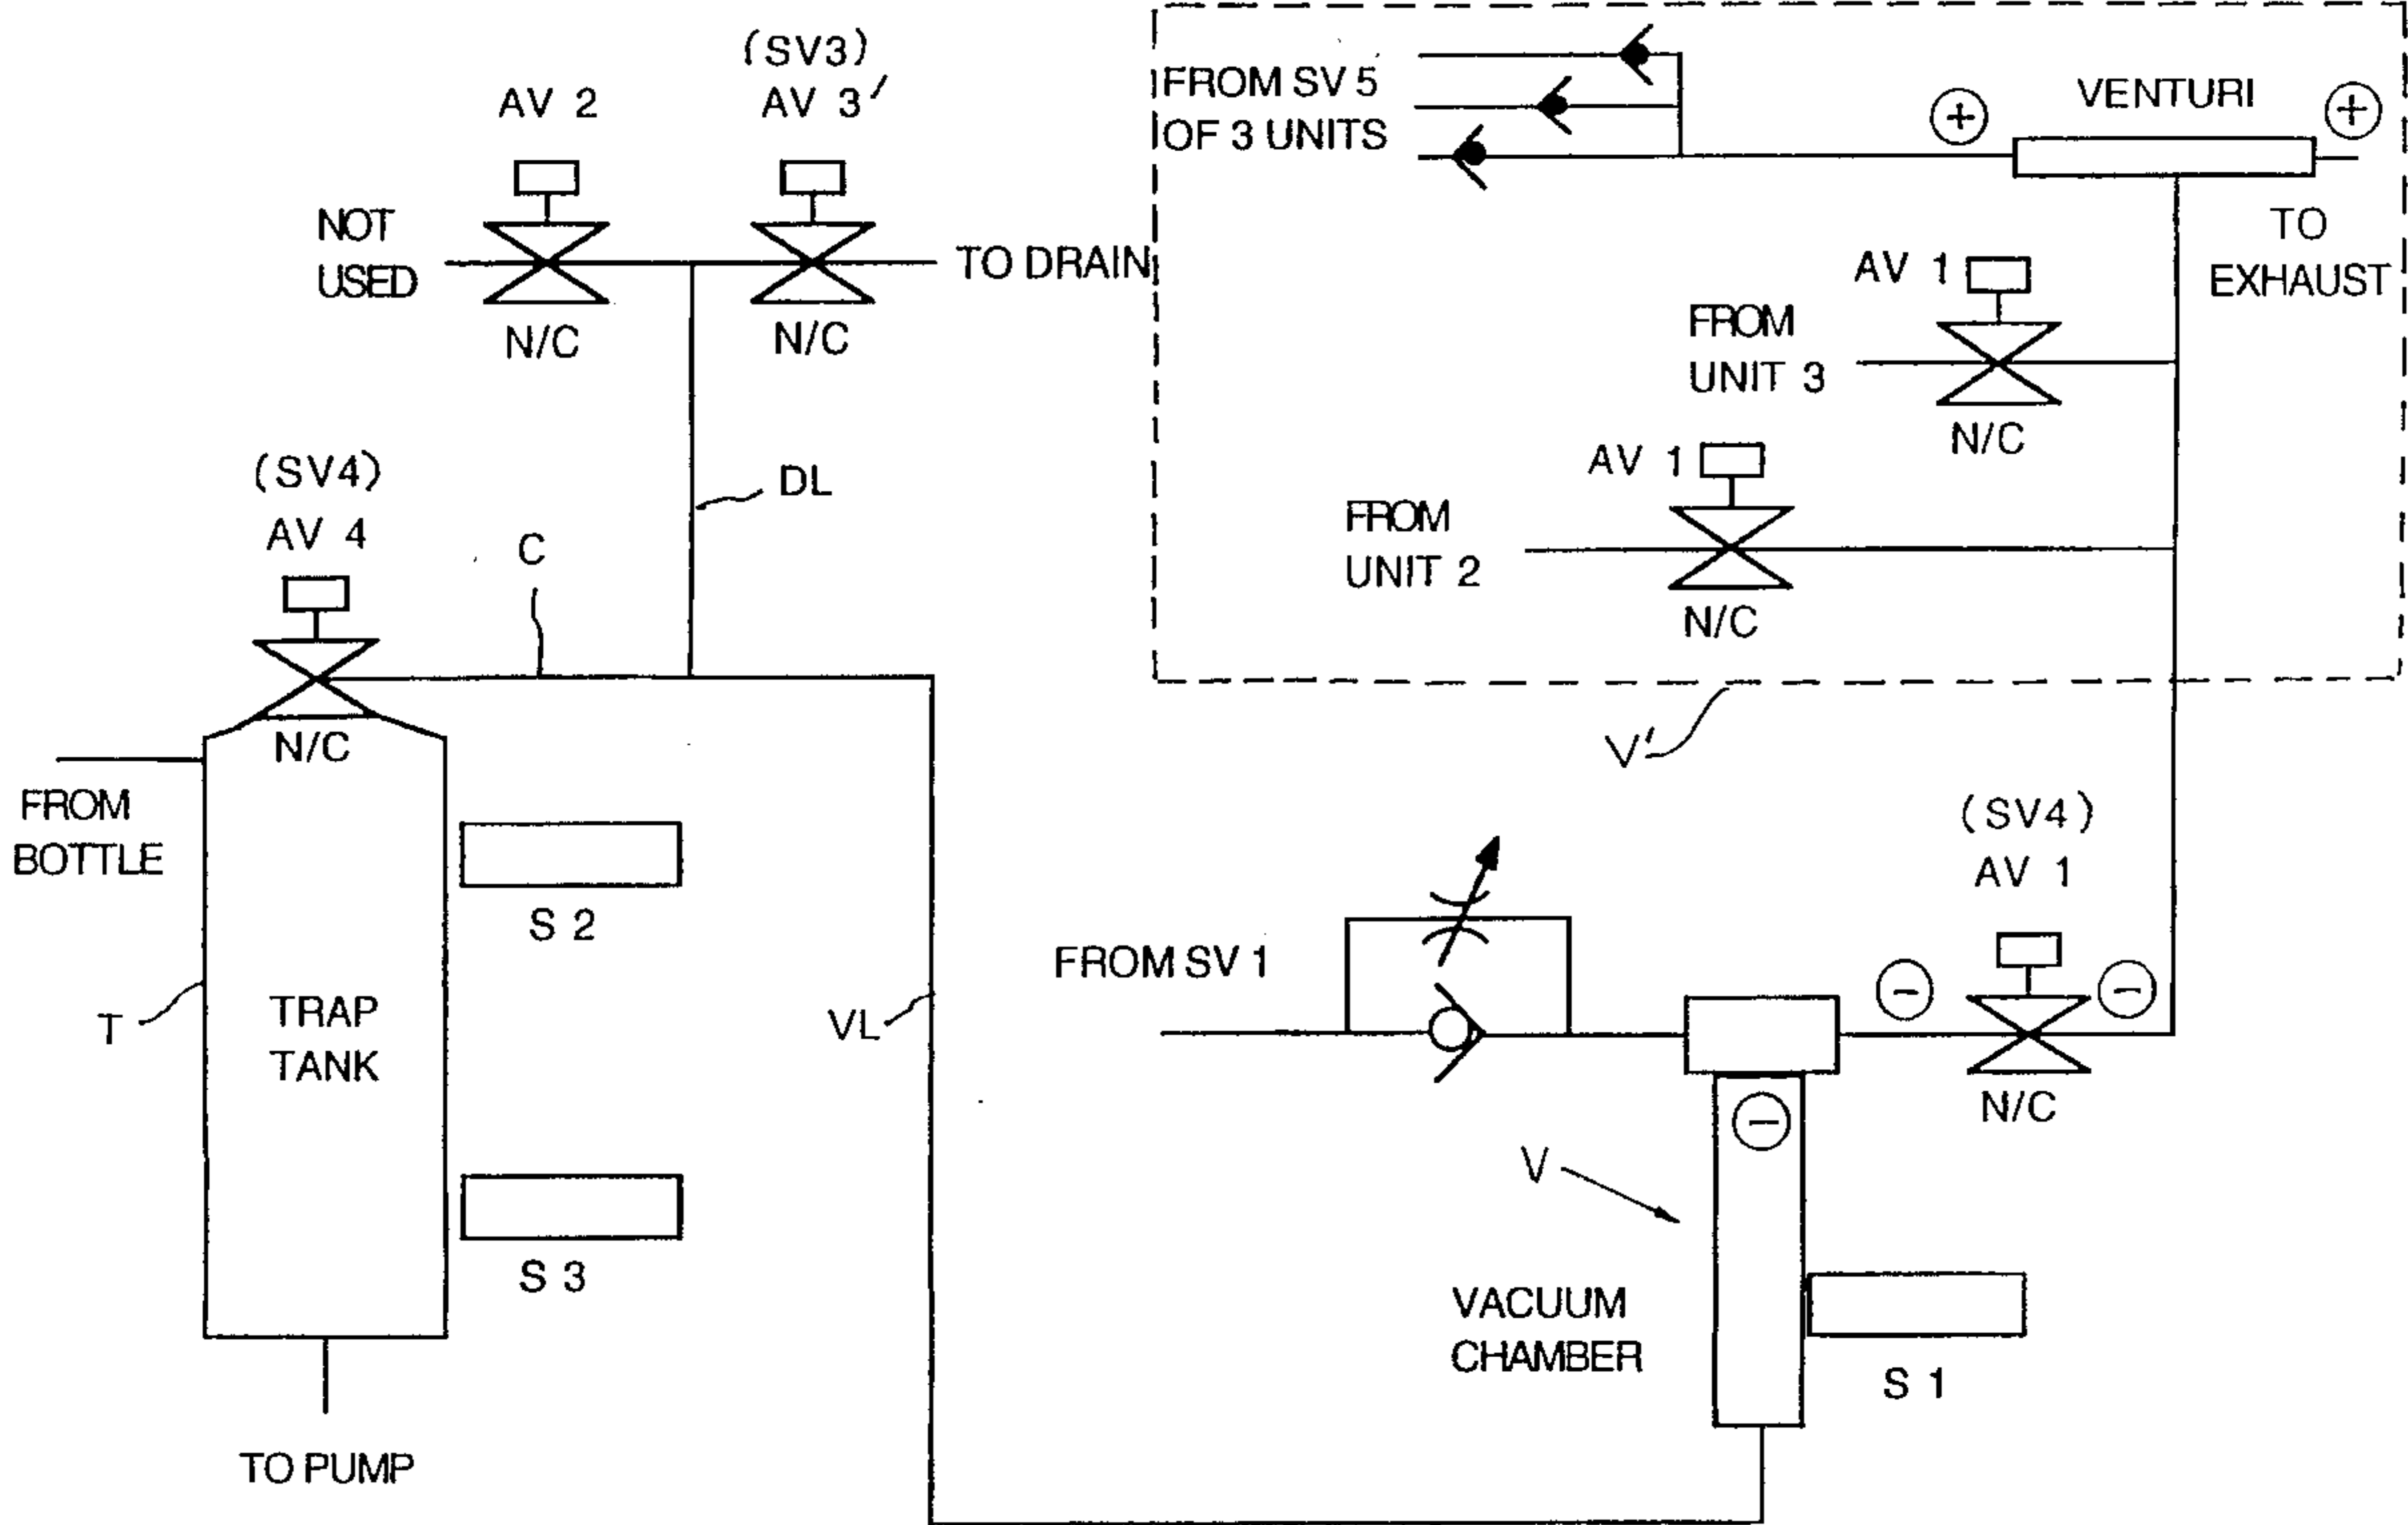 (SV3)
AV 2
AV 3'
NOT
USED
TO DRAIN
N/C
N/C
FROM SV 5
OF 3 UNITS
+
VENTURI
+
TO
EXHAUST
AV 1
FROM
UNIT 3
N/C
AV 1
FROM
UNIT 2
N/C
V'
(SV4)
AV 4
C
DL
N/C
FROM
BOTTLE
S 2
T
TRAP
TANK
VL
S 3
TO PUMP
FROM SV 1
(SV4)
AV 1
−
−
N/C
−
V
VACUUM
CHAMBER
S 1